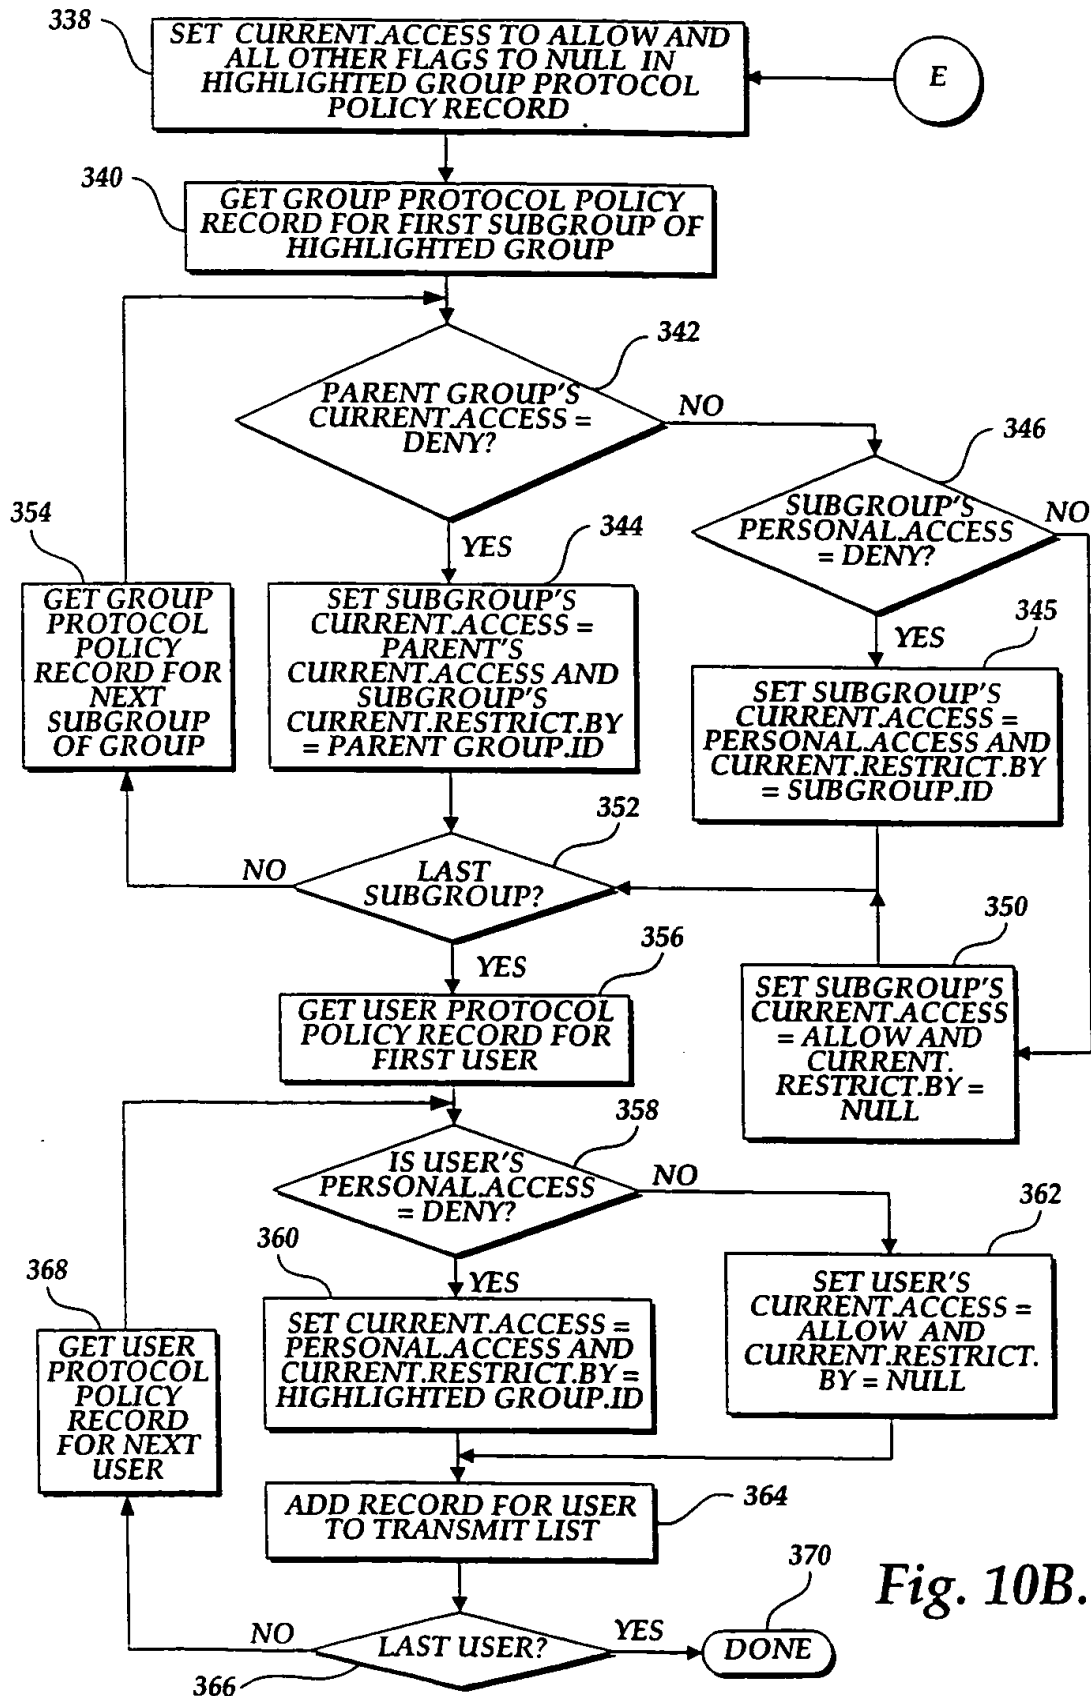 338
SET CURRENT.ACCESS TO ALLOW AND
ALL OTHER FLAGS TO NULL IN
HIGHLIGHTED GROUP PROTOCOL
POLICY RECORD
E
340
GET GROUP PROTOCOL POLICY
RECORD FOR FIRST SUBGROUP OF
HIGHLIGHTED GROUP
342
PARENT GROUP'S
CURRENT.ACCESS =
DENY?
NO
346
SUBGROUP'S
PERSONAL.ACCESS
= DENY?
NO
354
GET GROUP
PROTOCOL
POLICY
RECORD FOR
NEXT
SUBGROUP
OF GROUP
YES
344
SET SUBGROUP'S
CURRENT.ACCESS =
PARENT'S
CURRENT.ACCESS AND
SUBGROUP'S
CURRENT.RESTRICT.BY
= PARENT GROUP.ID
YES
345
SET SUBGROUP'S
CURRENT.ACCESS =
PERSONAL.ACCESS AND
CURRENT.RESTRICT.BY
= SUBGROUP.ID
352
NO
LAST
SUBGROUP?
YES
350
SET SUBGROUP'S
CURRENT.ACCESS
= ALLOW AND
CURRENT.
RESTRICT.BY =
NULL
356
GET USER PROTOCOL
POLICY RECORD FOR
FIRST USER
358
IS USER'S
PERSONAL.ACCESS
= DENY?
NO
362
SET USER'S
CURRENT.ACCESS =
ALLOW AND
CURRENT.RESTRICT.
BY = NULL
360
YES
SET CURRENT.ACCESS =
PERSONAL.ACCESS AND
CURRENT.RESTRICT.BY =
HIGHLIGHTED GROUP.ID
368
GET USER
PROTOCOL
POLICY
RECORD
FOR NEXT
USER
364
ADD RECORD FOR USER
TO TRANSMIT LIST
NO
LAST USER?
366
YES
370
DONE
Fig. 10B.